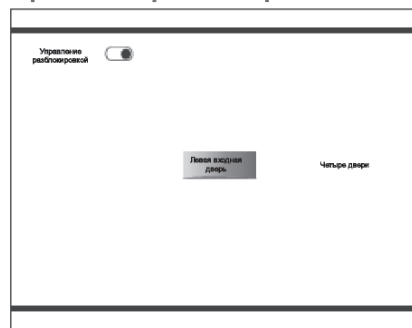 Управление
разблокировкой
Левая входная
дверь
Четыре двери